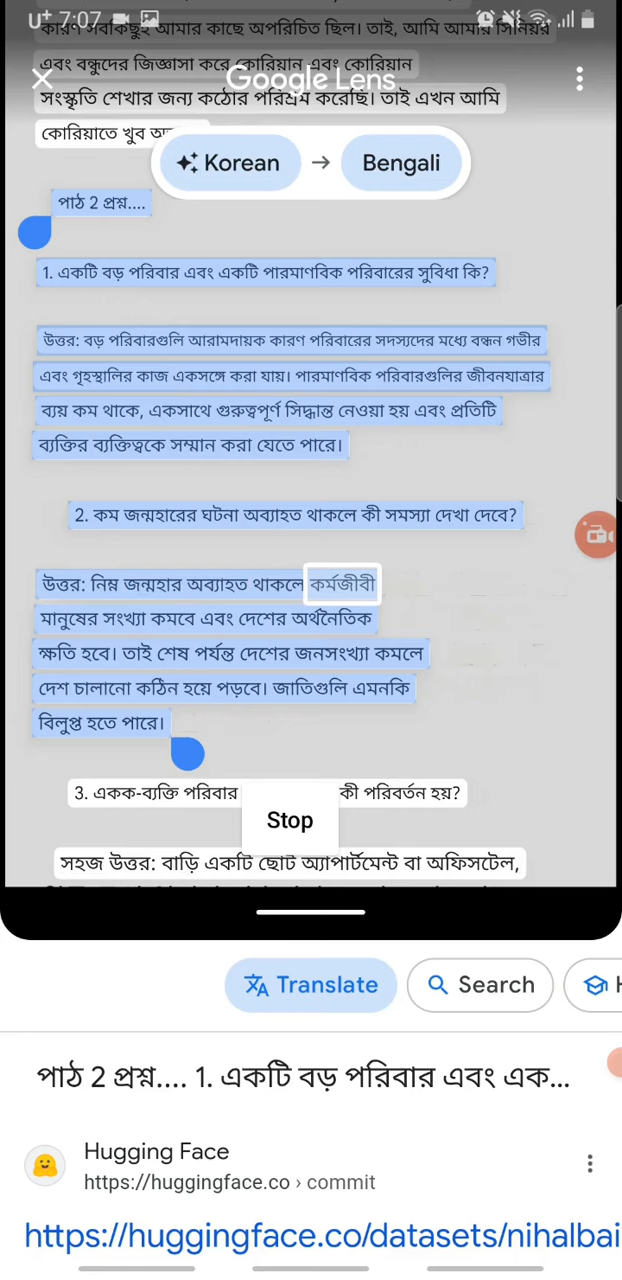 U+ 7:07
কারণ সবকিছুই আমার কাছে অপরিচিত ছিল। তাই, আমি আমার সিনিয়র
এবং বন্ধুদের জিজ্ঞাসা করে কোরিয়ান এবং কোরিয়ান
Google Lens
সংস্কৃতি শেখার জন্য কঠোর পরিশ্রম করেছি। তাই এখন আমি
কোরিয়াতে খুব
Korean → Bengali
পাঠ 2 প্রশ্ন....
1. একটি বড় পরিবার এবং একটি পারমাণবিক পরিবারের সুবিধা কি?
উত্তর: বড় পরিবারগুলি আরামদায়ক কারণ পরিবারের সদস্যদের মধ্যে বন্ধন গভীর
এবং গৃহস্থালির কাজ একসঙ্গে করা যায়। পারমাণবিক পরিবারগুলির জীবনযাত্রার
ব্যয় কম থাকে, একসাথে গুরুত্বপূর্ণ সিদ্ধান্ত নেওয়া হয় এবং প্রতিটি
ব্যক্তির ব্যক্তিত্বকে সম্মান করা যেতে পারে।
2. কম জন্মহারের ঘটনা অব্যাহত থাকলে কী সমস্যা দেখা দেবে?
উত্তর: নিম্ন জন্মহার অব্যাহত থাকলে কর্মজীবী
মানুষের সংখ্যা কমবে এবং দেশের অর্থনৈতিক
ক্ষতি হবে। তাই শেষ পর্যন্ত দেশের জনসংখ্যা কমলে
দেশ চালানো কঠিন হয়ে পড়বে। জাতিগুলি এমনকি
বিলুপ্ত হতে পারে।
3. একক-ব্যক্তি পরিবার কী পরিবর্তন হয়?
Stop
সহজ উত্তর: বাড়ি একটি ছোট অ্যাপার্টমেন্ট বা অফিসটেল,
Translate Search
পাঠ 2 প্রশ্ন.... 1. একটি বড় পরিবার এবং এক...
Hugging Face
https://huggingface.co › commit
https://huggingface.co/datasets/nihalbai